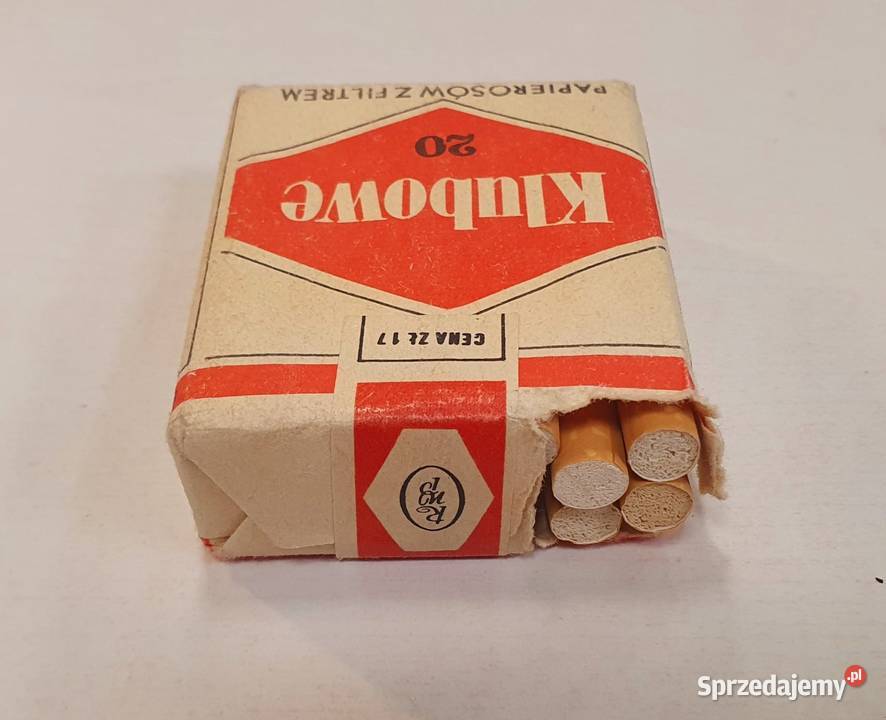 CENA ZŁ 17
Klubowe
20
PAPIEROSÓW Z FILTREM
Sprzedajemy.pl